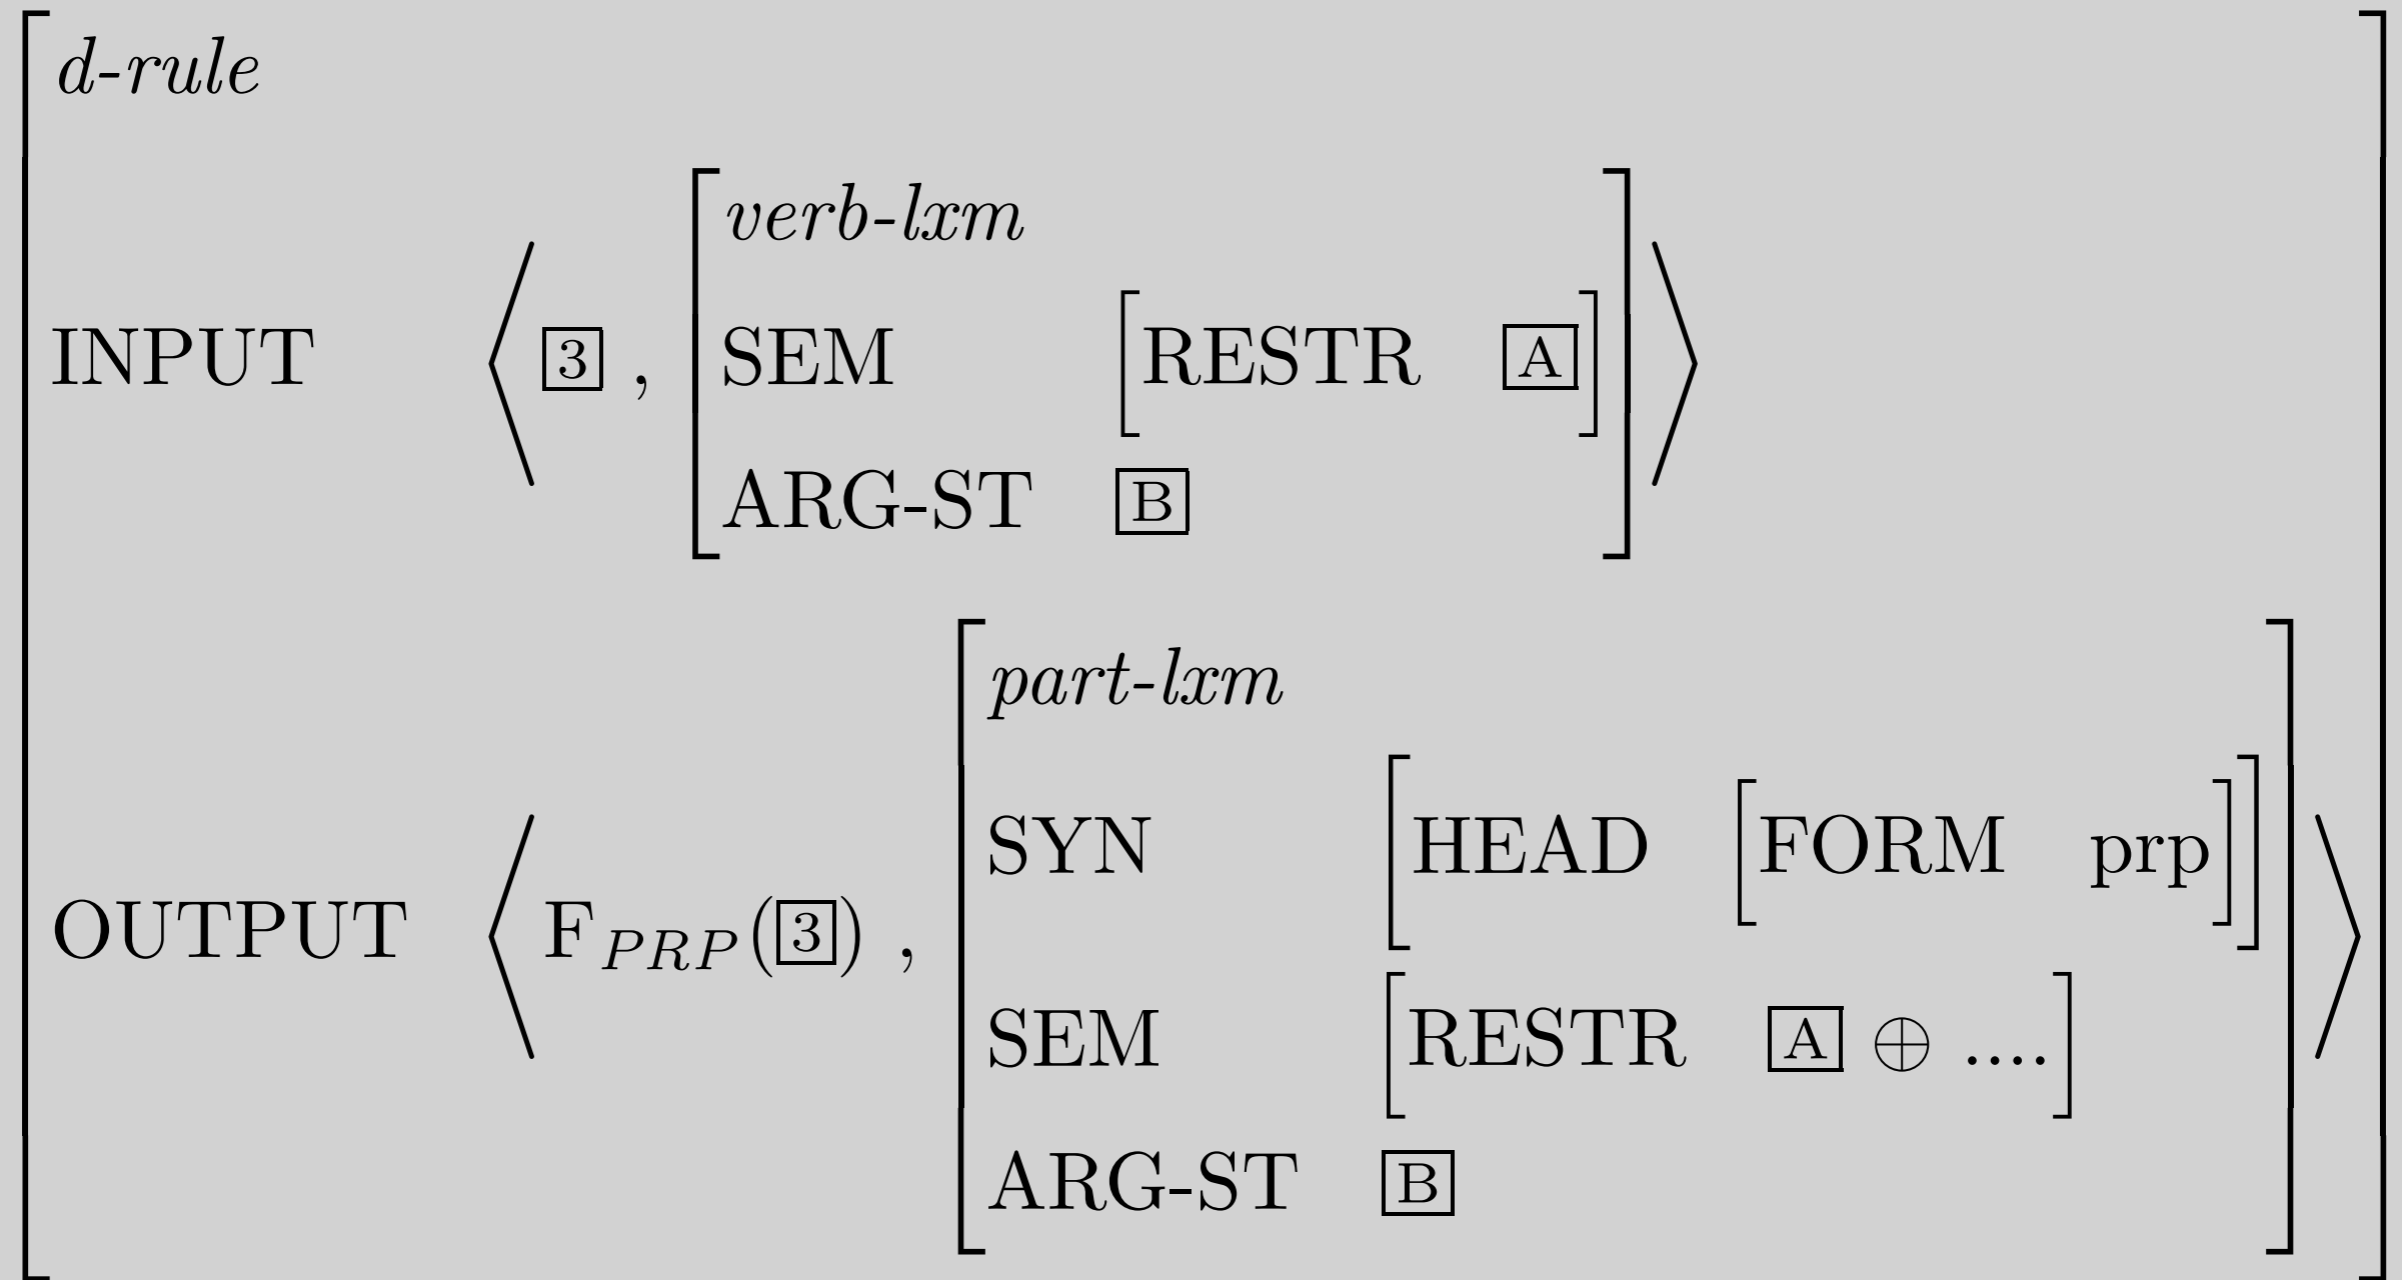 d-rule
verb-lxm
INPUT ⟨ 3 , SEM [RESTR A] ⟩
ARG-ST B
part-lxm
SYN [HEAD [FORM prp]]
OUTPUT ⟨ F_PRP(3) ,
SEM [RESTR A ⊕ ....]
ARG-ST B